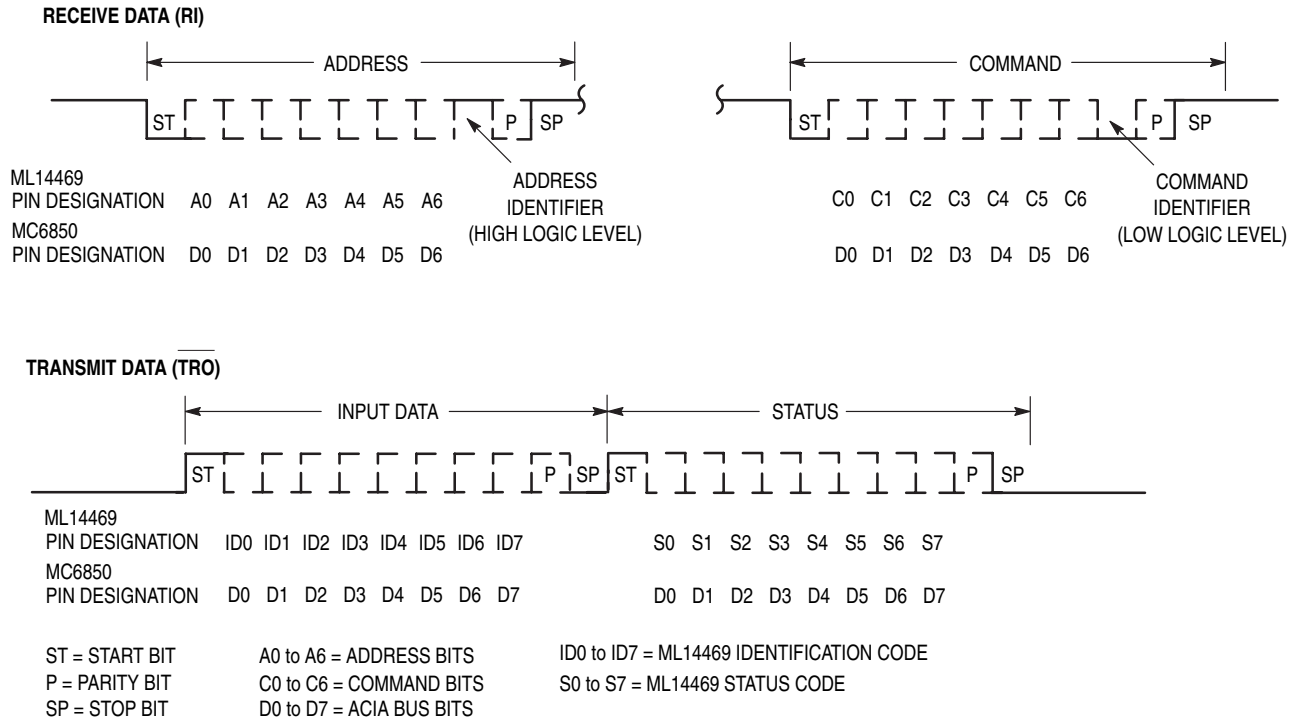 RECEIVE DATA (RI)
ADDRESS
COMMAND
ST
P
SP
ST
P
SP
ADDRESS
IDENTIFIER
(HIGH LOGIC LEVEL)
COMMAND
IDENTIFIER
(LOW LOGIC LEVEL)
ML14469
PIN DESIGNATION A0 A1 A2 A3 A4 A5 A6
C0 C1 C2 C3 C4 C5 C6
MC6850
PIN DESIGNATION D0 D1 D2 D3 D4 D5 D6
D0 D1 D2 D3 D4 D5 D6
TRANSMIT DATA (TRO)
INPUT DATA
STATUS
ST
P
SP
ST
P
SP
ML14469
PIN DESIGNATION ID0 ID1 ID2 ID3 ID4 ID5 ID6 ID7
S0 S1 S2 S3 S4 S5 S6 S7
MC6850
PIN DESIGNATION D0 D1 D2 D3 D4 D5 D6 D7
D0 D1 D2 D3 D4 D5 D6 D7
ST = START BIT
P = PARITY BIT
SP = STOP BIT
A0 to A6 = ADDRESS BITS
C0 to C6 = COMMAND BITS
D0 to D7 = ACIA BUS BITS
ID0 to ID7 = ML14469 IDENTIFICATION CODE
S0 to S7 = ML14469 STATUS CODE